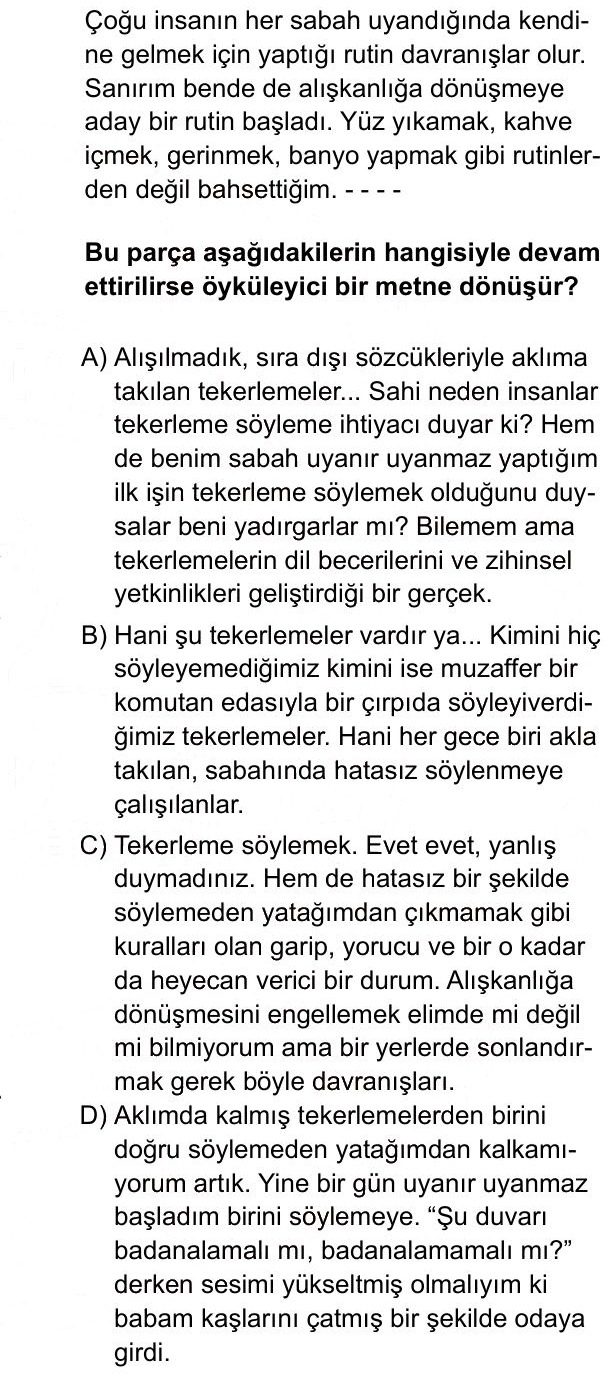 Çoğu insanın her sabah uyandığında kendi-
ne gelmek için yaptığı rutin davranışlar olur.
Sanırım bende de alışkanlığa dönüşmeye
aday bir rutin başladı. Yüz yıkamak, kahve
içmek, gerinmek, banyo yapmak gibi rutinler-
den değil bahsettiğim. - - - -
Bu parça aşağıdakilerin hangisiyle devam
ettirilirse öyküleyici bir metne dönüşür?
A) Alışılmadık, sıra dışı sözcükleriyle aklıma
takılan tekerlemeler... Sahi neden insanlar
tekerleme söyleme ihtiyacı duyar ki? Hem
de benim sabah uyanır uyanmaz yaptığım
ilk işin tekerleme söylemek olduğunu duy-
salar beni yadırgarlar mı? Bilemem ama
tekerlemelerin dil becerilerini ve zihinsel
yetkinlikleri geliştirdiği bir gerçek.
B) Hani şu tekerlemeler vardır ya... Kimini hiç
söyleyemediğimiz kimini ise muzaffer bir
komutan edasıyla bir çırpıda söyleyiverdi-
ğimiz tekerlemeler. Hani her gece biri akla
takılan, sabahında hatasız söylenmeye
çalışılanlar.
C) Tekerleme söylemek. Evet evet, yanlış
duymadınız. Hem de hatasız bir şekilde
söylemeden yatağımdan çıkmamak gibi
kuralları olan garip, yorucu ve bir o kadar
da heyecan verici bir durum. Alışkanlığa
dönüşmesini engellemek elimde mi değil
mi bilmiyorum ama bir yerlerde sonlandır-
mak gerek böyle davranışları.
D) Aklımda kalmış tekerlemelerden birini
doğru söylemeden yatağımdan kalkamı-
yorum artık. Yine bir gün uyanır uyanmaz
başladım birini söylemeye. “Şu duvarı
badanalamalı mı, badanalamamalı mı?”
derken sesimi yükseltmiş olmalıyım ki
babam kaşlarını çatmış bir şekilde odaya
girdi.